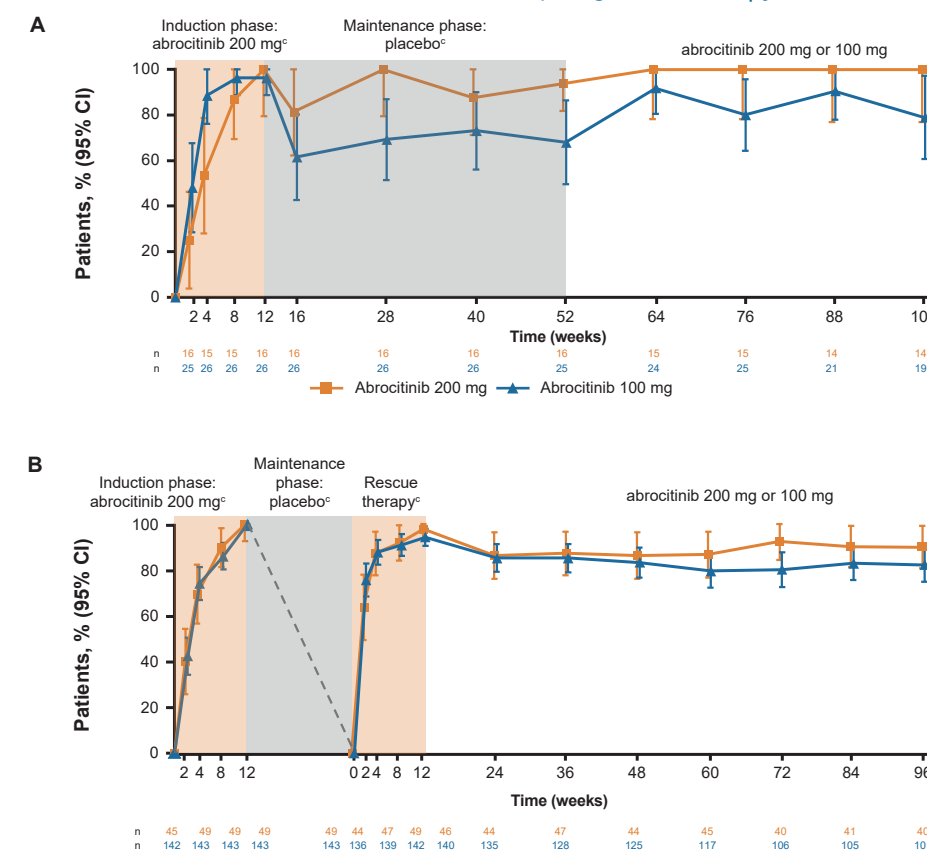 A
Induction phase:
abrocitinib 200 mgᶜ
Maintenance phase:
placeboᶜ
abrocitinib 200 mg or 100 mg
Patients, % (95% CI)
100
80
60
40
20
0
2 4 8 12 16 28 40 52 64 76 88
Time (weeks)
n 16 15 15 16 16 16 16 16 15 15 14 14
n 25 26 26 26 26 26 26 25 24 25 21 19
Abrocitinib 200 mg Abrocitinib 100 mg
B
Induction phase:
abrocitinib 200 mgᶜ
Maintenance
phase:
placeboᶜ
Rescue
therapyᶜ
abrocitinib 200 mg or 100 mg
Patients, % (95% CI)
100
80
60
40
20
0
2 4 8 12 0 2 4 8 12 24 36 48 60 72 84 96
Time (weeks)
n 45 49 49 49 49 44 47 49 46 44 47 44 45 40 41 40
n 142 143 143 143 143 136 139 142 140 135 128 125 117 106 105